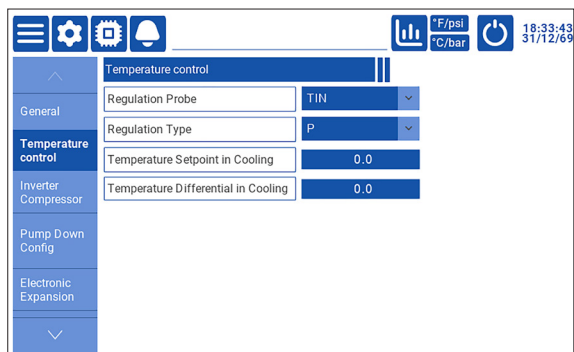 °F/psi
°C/bar
18:33:43
31/12/69
Temperature control
General
Temperature
control
Inverter
Compressor
Pump Down
Config
Electronic
Expansion
Regulation Probe
TIN
Regulation Type
P
Temperature Setpoint in Cooling
0.0
Temperature Differential in Cooling
0.0